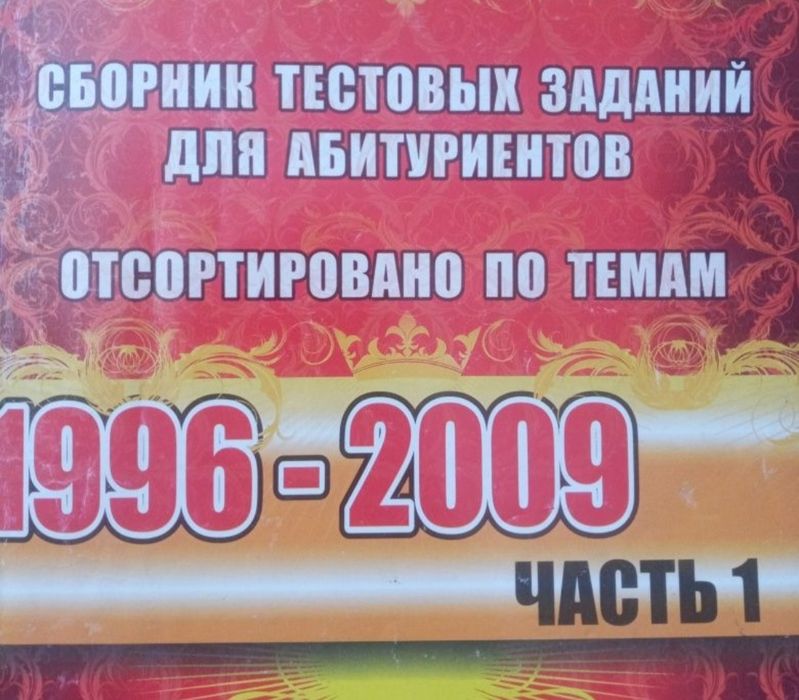 СБОРНИК ТЕСТОВЫХ ЗАДАНИЙ
ДЛЯ АБИТУРИЕНТОВ
ОТСОРТИРОВАНО ПО ТЕМАМ
1996-2009
ЧАСТЬ 1